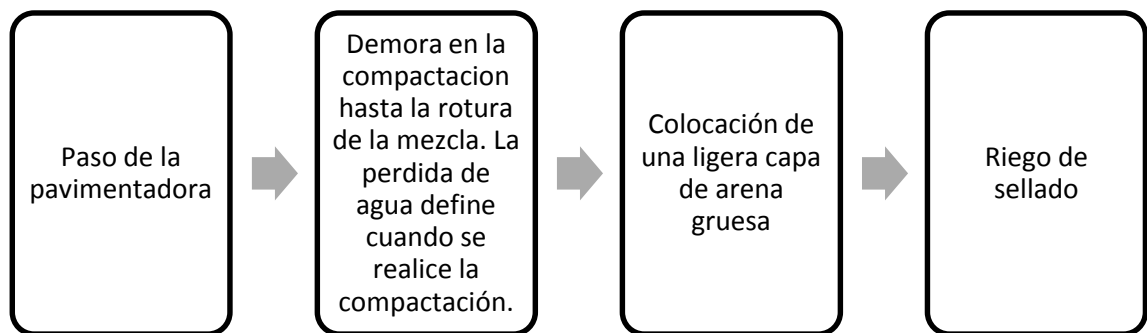 Paso de la
pavimentadora
Demora en la
compactacion
hasta la rotura
de la mezcla. La
perdida de
agua define
cuando se
realice la
compactación.
Colocación de
una ligera capa
de arena
gruesa
Riego de
sellado